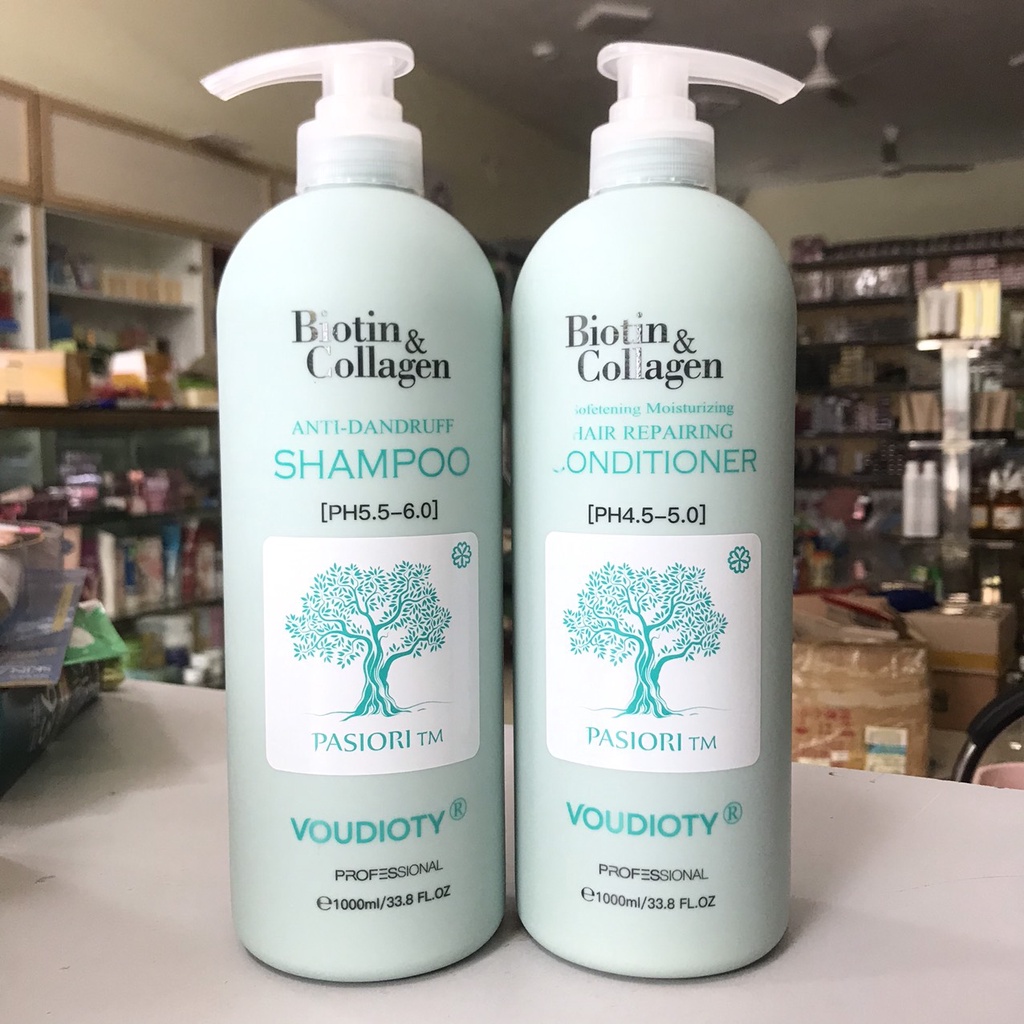 Biotin &
Collagen
ANTI-DANDRUFF
SHAMPOO
[PH5.5–6.0]
PASIORI TM
VOUDIOTY®
PROFESSIONAL
℮1000ml/33.8 FL.OZ
Biotin &
Collagen
Sofetening Moisturizing
HAIR REPAIRING
CONDITIONER
[PH4.5–5.0]
PASIORI TM
VOUDIOTY®
PROFESSIONAL
℮1000ml/33.8 FL.OZ